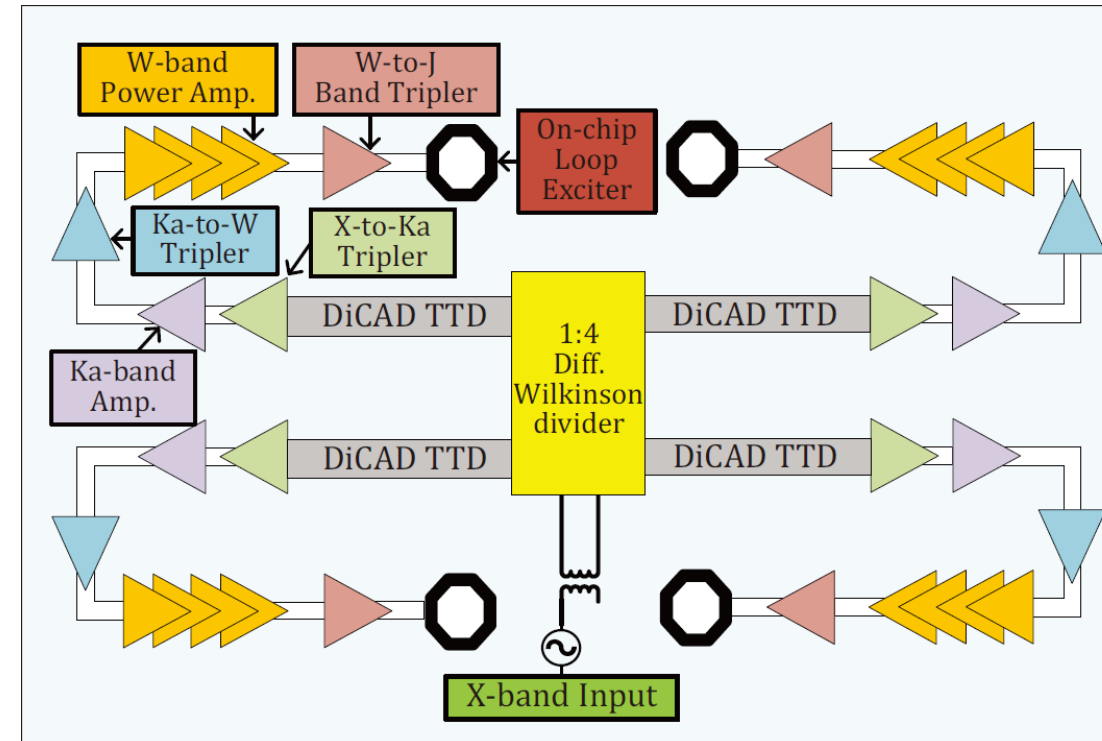 W-band
Power Amp.
W-to-J
Band Tripler
On-chip
Loop
Exciter
Ka-to-W
Tripler
X-to-Ka
Tripler
DiCAD TTD
DiCAD TTD
1:4
Diff.
Wilkinson
divider
Ka-band
Amp.
DiCAD TTD
DiCAD TTD
X-band Input